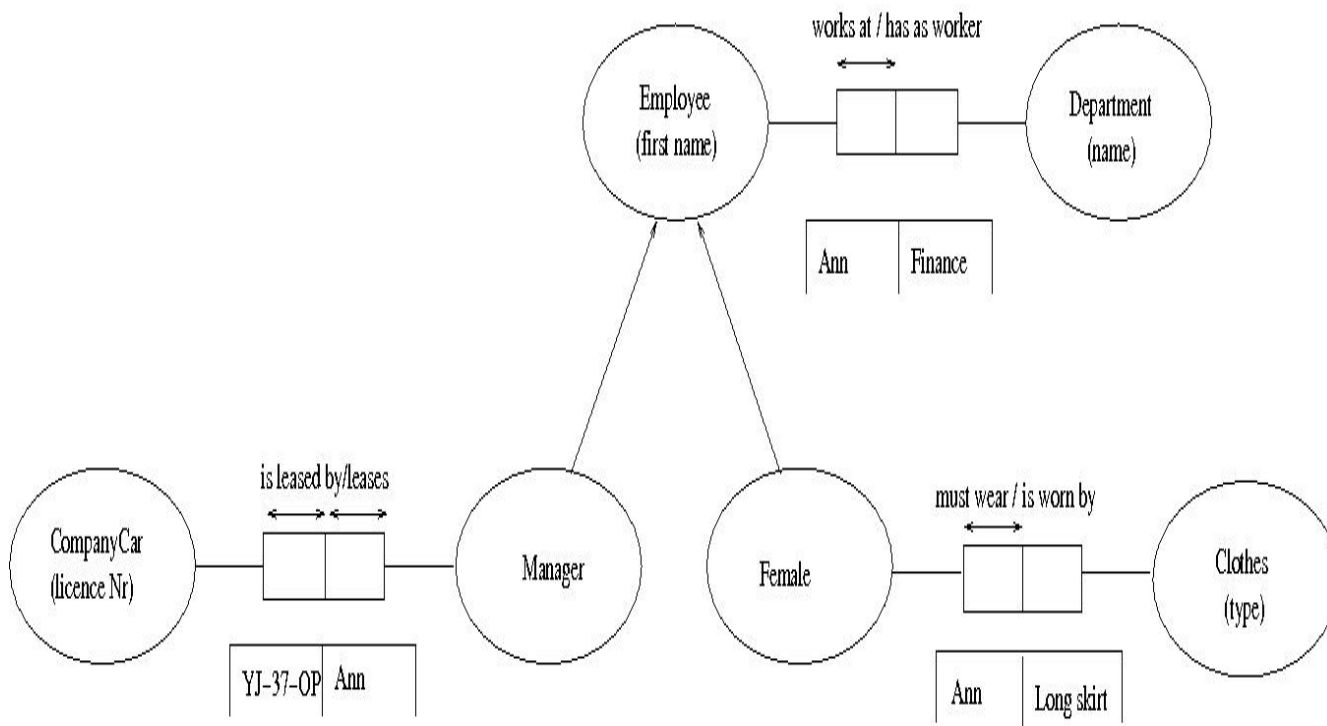 works at / has as worker
Employee
(first name)
Department
(name)
Ann
Finance
is leased by/leases
must wear / is worn by
CompanyCar
(licence Nr)
Manager
Female
Clothes
(type)
YJ-37-OP
Ann
Ann
Long skirt